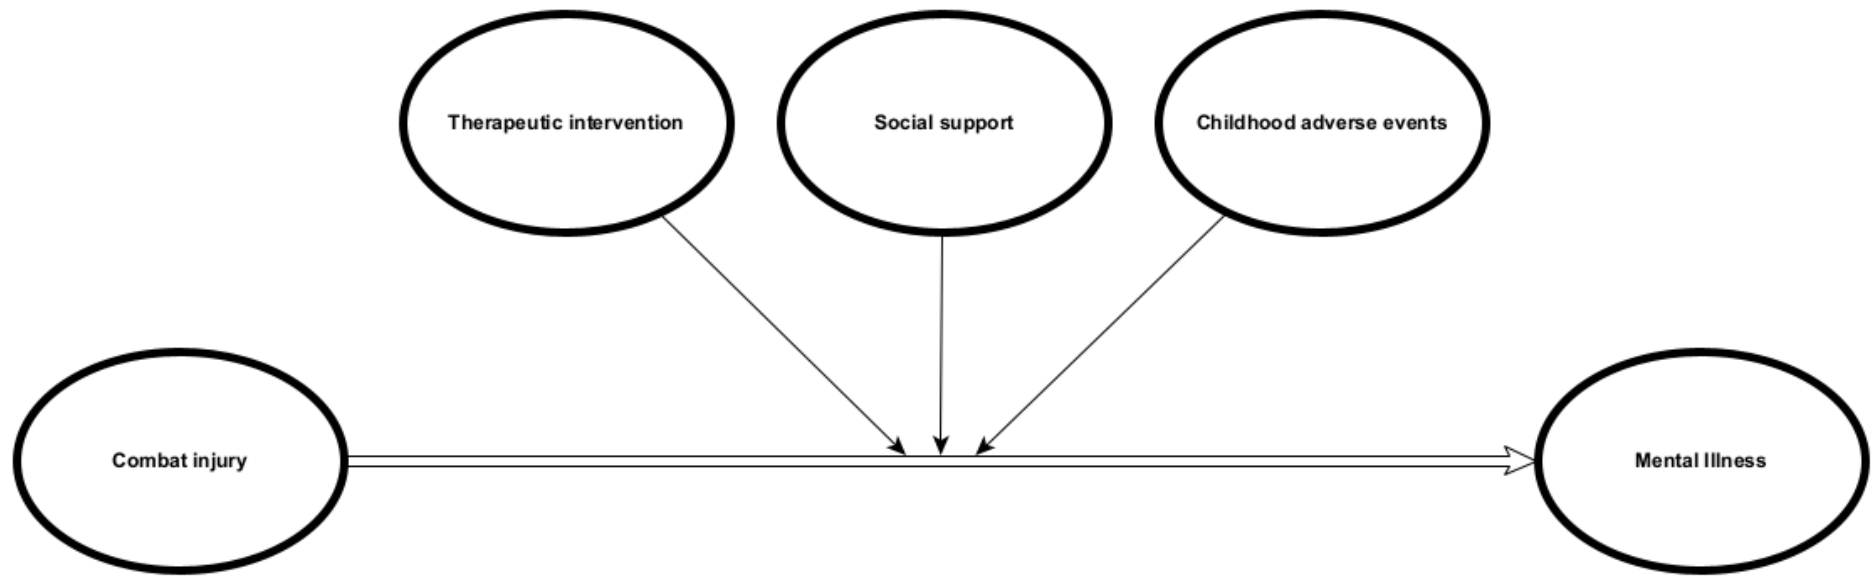 Therapeutic intervention
Social support
Childhood adverse events
Combat injury
Mental Illness